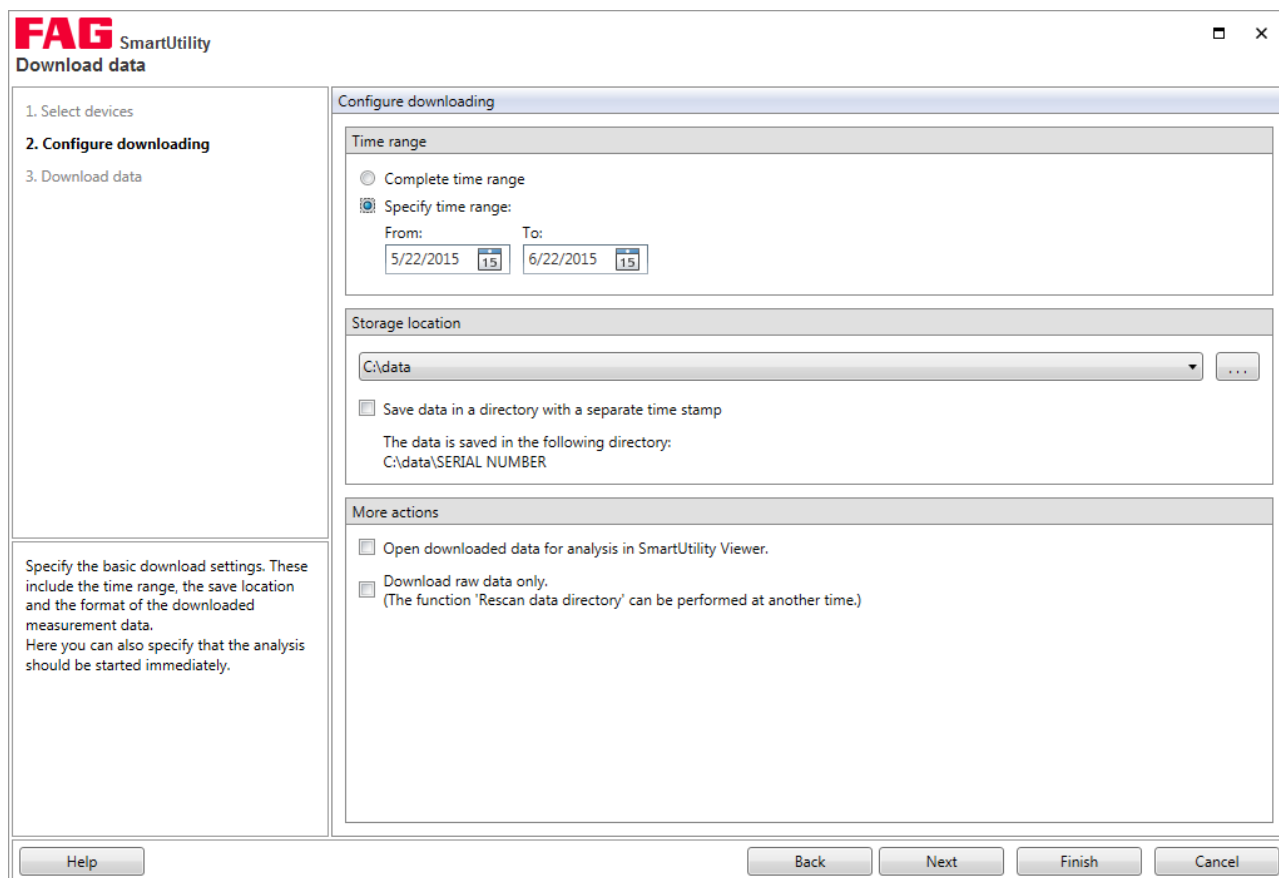 FAG SmartUtility
Download data
1. Select devices
2. Configure downloading
3. Download data
Specify the basic download settings. These
include the time range, the save location
and the format of the downloaded
measurement data.
Here you can also specify that the analysis
should be started immediately.
Configure downloading
Time range
Complete time range
Specify time range:
From: To:
5/22/2015 15 6/22/2015 15
Storage location
C:\data ...
Save data in a directory with a separate time stamp
The data is saved in the following directory:
C:\data\SERIAL NUMBER
More actions
Open downloaded data for analysis in SmartUtility Viewer.
Download raw data only.
(The function 'Rescan data directory' can be performed at another time.)
Help Back Next Finish Cancel